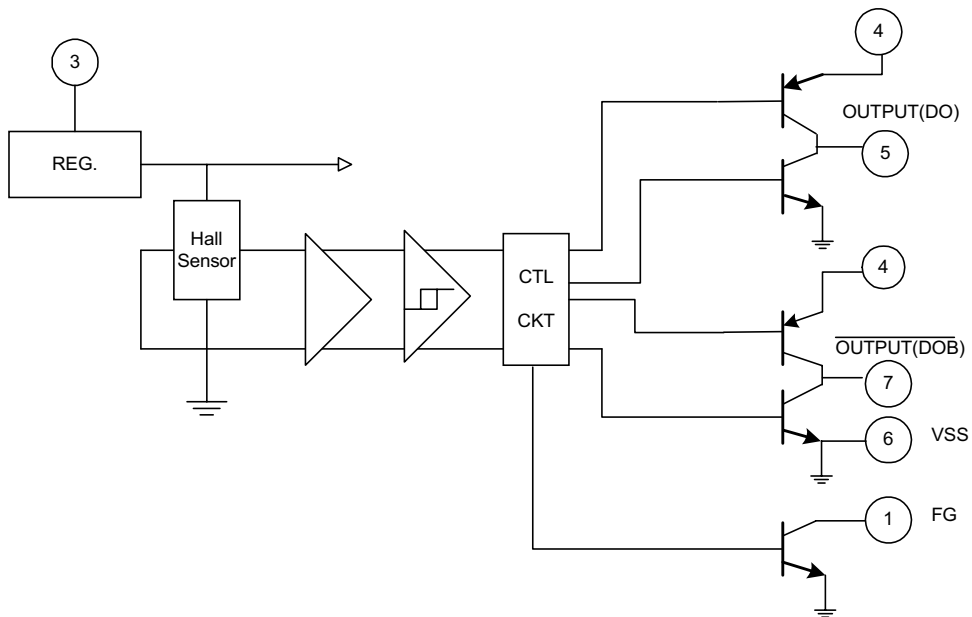 4
3
OUTPUT(DO)
REG.
5
Hall
Sensor
CTL
CKT
4
OUTPUT(DOB)
7
6 VSS
1 FG